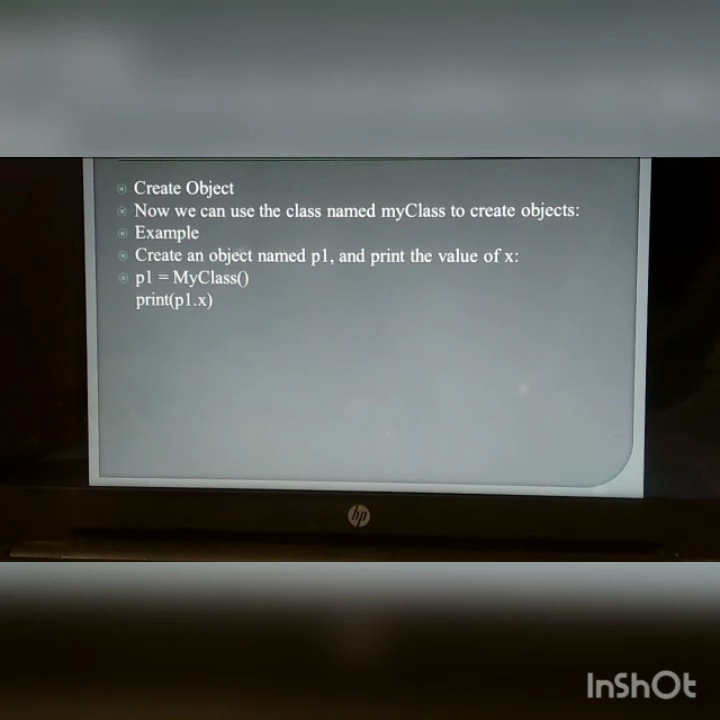 Create Object
Now we can use the class named myClass to create objects:
Example
Create an object named p1, and print the value of x:
p1 = MyClass()
print(p1.x)
hp
InShOt